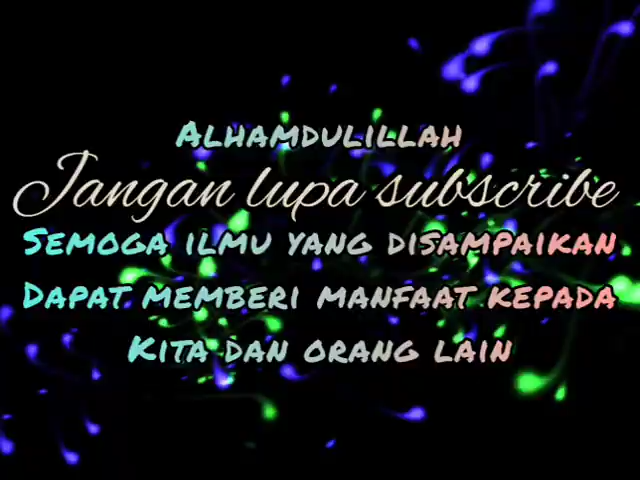 ALHAMDULILLAH
Jangan lupa subscribe
SEMOGA ILMU YANG DISAMPAIKAN
DAPAT MEMBERI MANFAAT KEPADA
KITA DAN ORANG LAIN